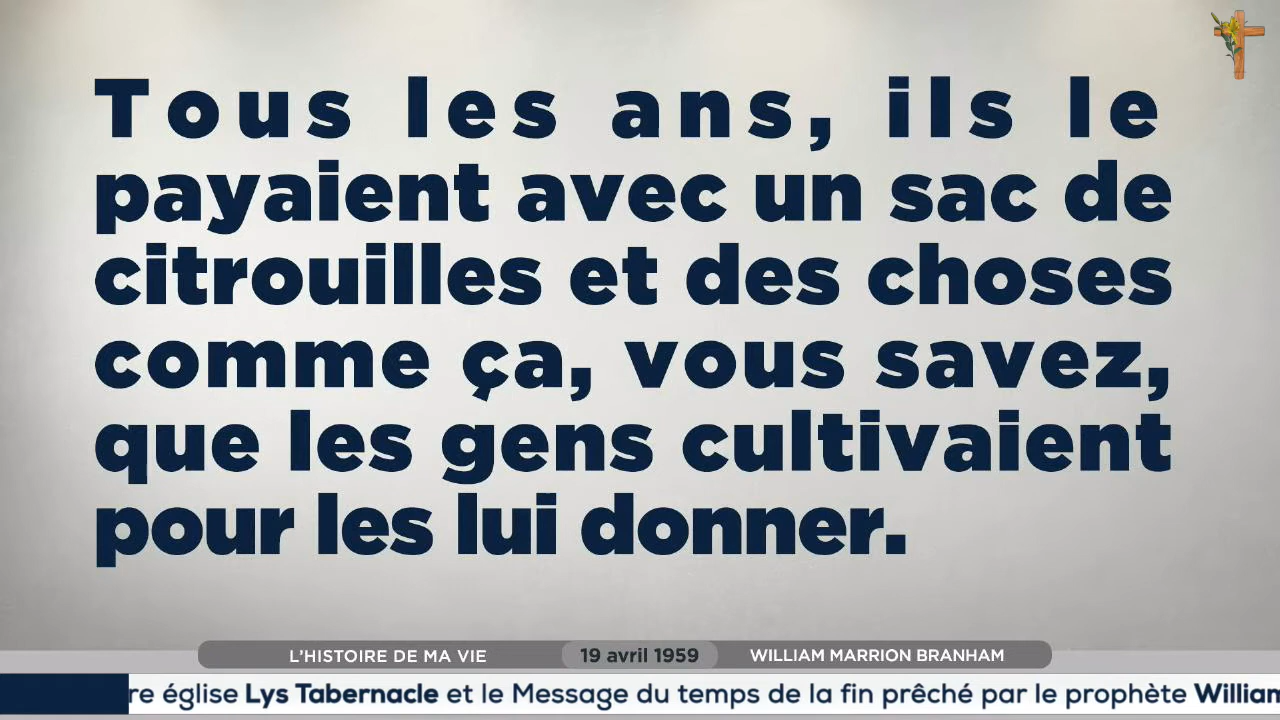 Tous les ans, ils le
payaient avec un sac de
citrouilles et des choses
comme ça, vous savez,
que les gens cultivaient
pour les lui donner.
L'HISTOIRE DE MA VIE 19 avril 1959 WILLIAM MARRION BRANHAM
re église Lys Tabernacle et le Message du temps de la fin prêché par le prophète